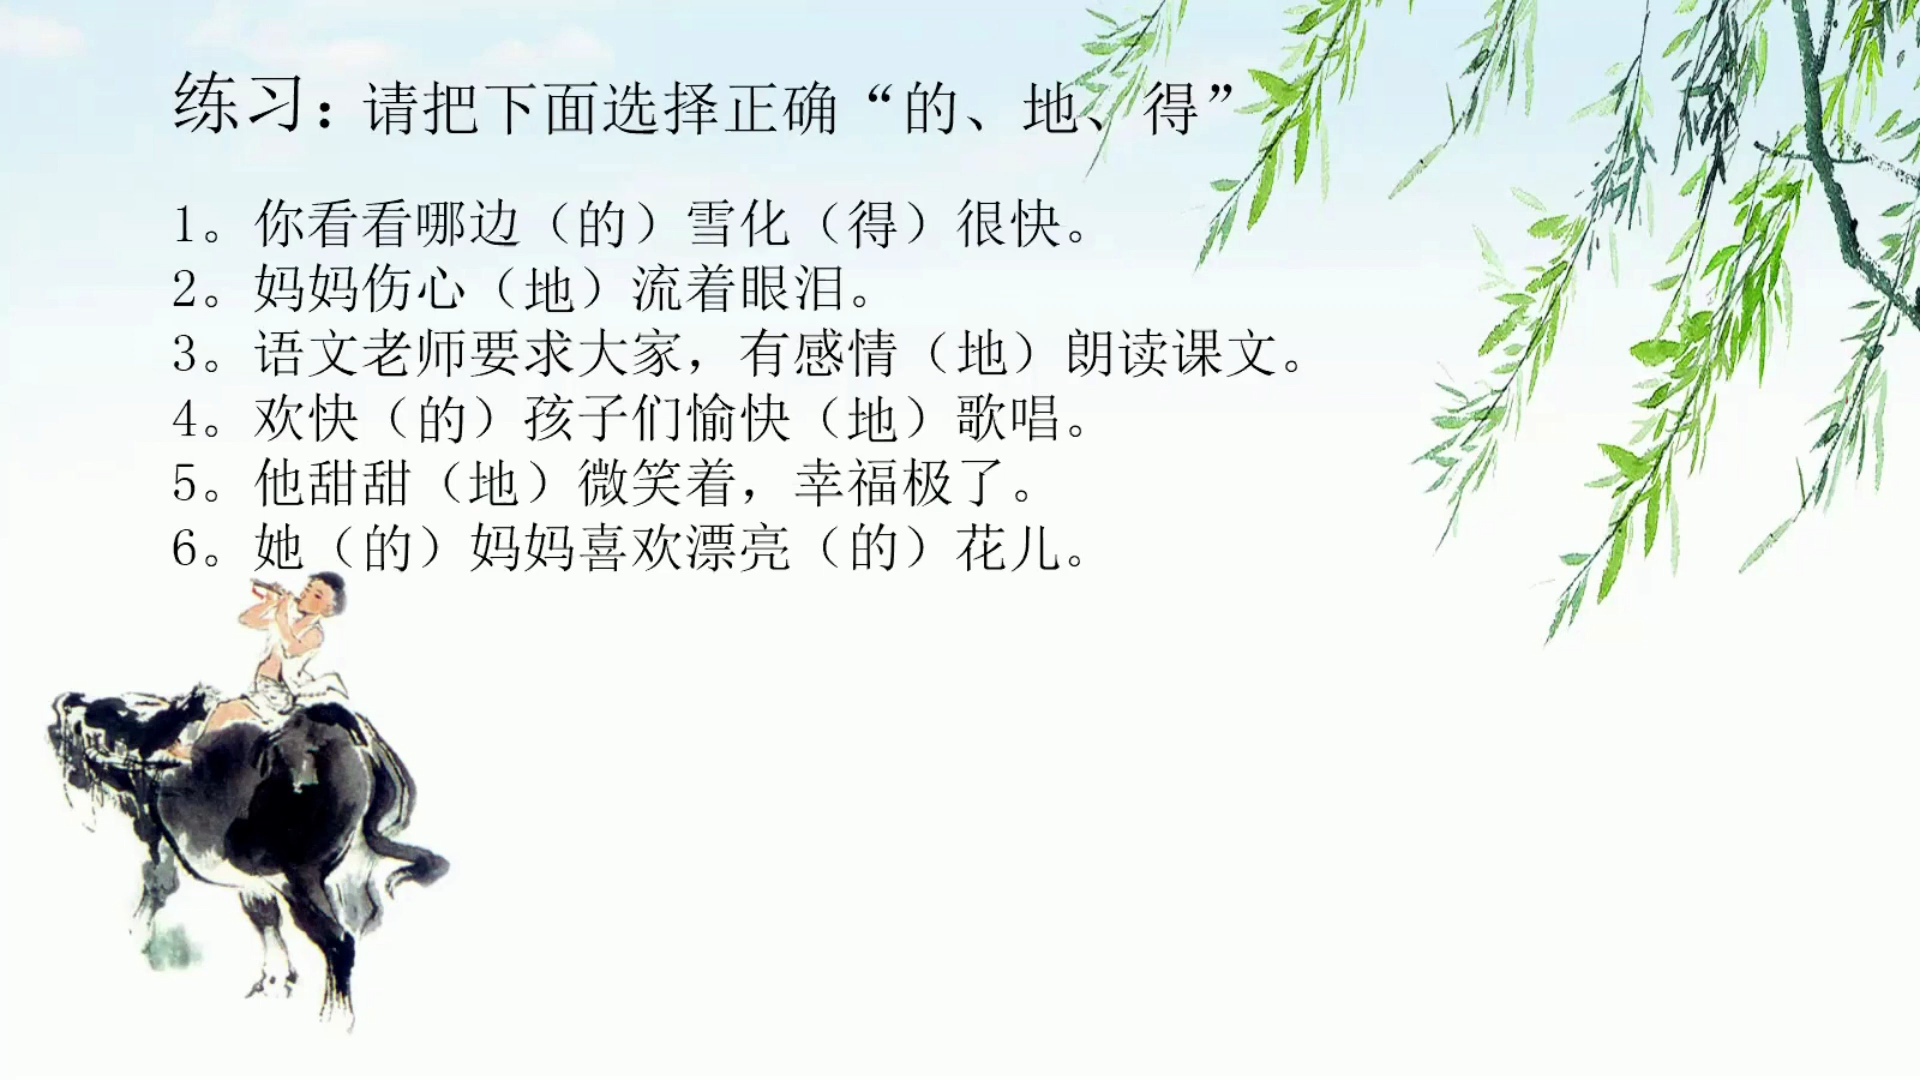 练习：请把下面选择正确“的、地、得”
1。你看看哪边（的）雪化（得）很快。
2。妈妈伤心（地）流着眼泪。
3。语文老师要求大家，有感情（地）朗读课文。
4。欢快（的）孩子们愉快（地）歌唱。
5。他甜甜（地）微笑着，幸福极了。
6。她（的）妈妈喜欢漂亮（的）花儿。